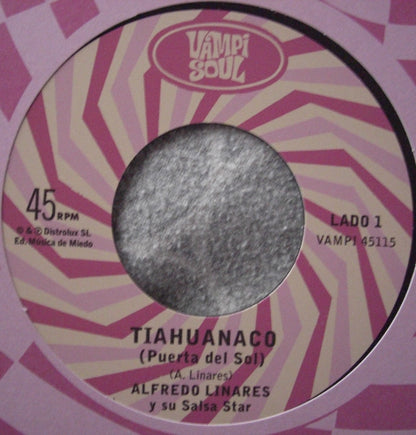 VAMPI
SOUL
45 RPM
LADO 1
© & ℗ Distrolux SL
Ed. Música de Miedo
VAMPI 45115
TIAHUANACO
(Puerta del Sol)
(A. Linares)
ALFREDO LINARES
y su Salsa Star